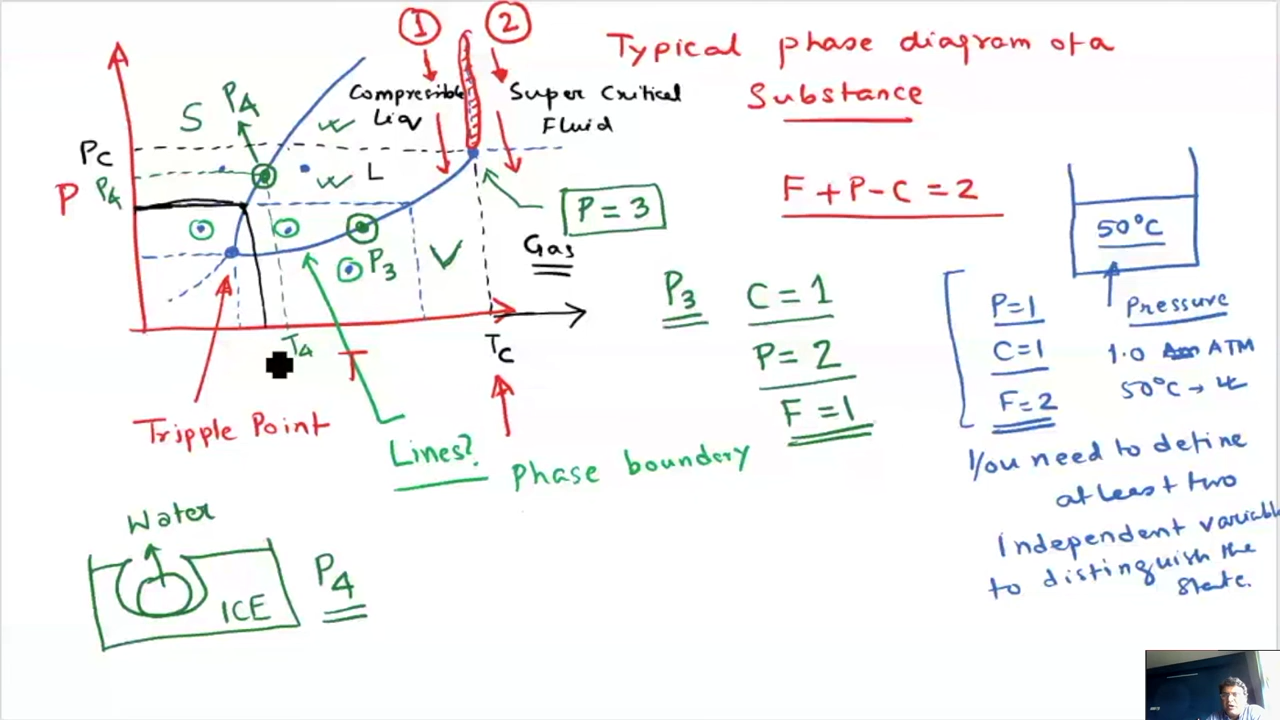 ① ②
Typical phase diagram of a
Substance
S P4
Compressible Liq
Super Critical Fluid
Pc
P P4
L
F + P - C = 2
P = 3
50°C
V
Gas
P3
P3 C = 1
P = 2
F = 1
T4
T
Tc
P=1
C=1
F=2
Pressure
1.0 ATM
50°C →
Tripple Point
Lines?
phase boundery
You need to define
at least two
Independent variable
to distinguish the
State.
Water
ICE
P4